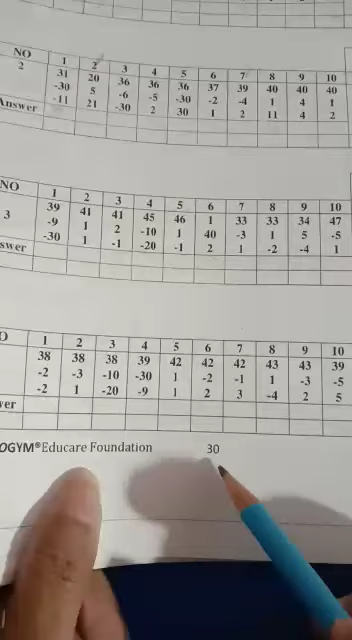 NO 1 2 3 4 5 6 7 8 9 10
2 31 20 36 36 36 37 39 40 40 40
-30 5 -6 -5 -30 -2 -4 1 4 1
-11 21 -30 2 30 1 2 11 4 2
Answer
NO 1 2 3 4 5 6 7 8 9 10
3 39 41 41 45 46 1 33 33 34 47
-9 1 2 -10 1 40 -3 1 5 -5
-30 1 -1 -20 -1 2 1 -2 -4 1
swer
O 1 2 3 4 5 6 7 8 9 10
38 38 38 39 42 42 42 43 43 39
-2 -3 -10 -30 1 -2 -1 1 -3 -5
-2 1 -20 -9 1 2 3 -4 2 5
ver
OGYM®Educare Foundation 30